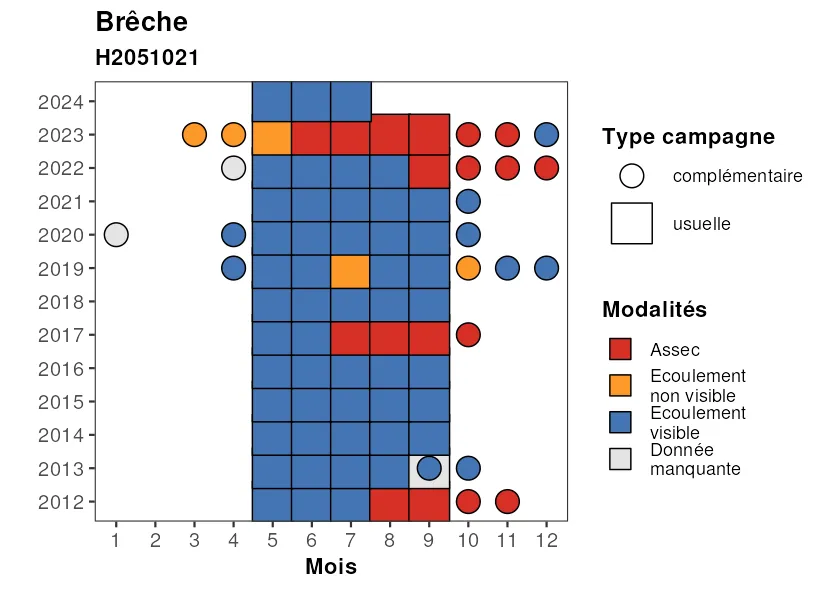 Brêche
H2051021
2024
2023
2022
2021
2020
2019
2018
2017
2016
2015
2014
2013
2012
1 2 3 4 5 6 7 8 9 10 11 12
Mois
Type campagne
complémentaire
usuelle
Modalités
Assec
Ecoulement
non visible
Ecoulement
visible
Donnée
manquante